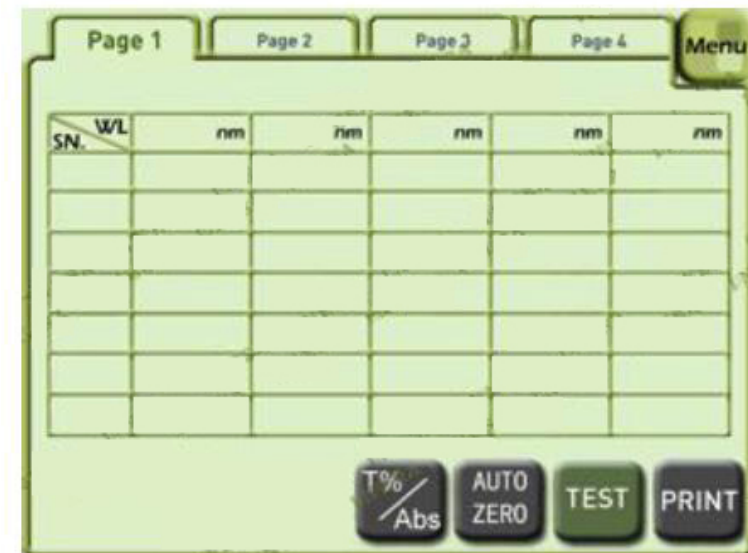 Page 1 Page 2 Page 3 Page 4 Menu
WL nm nm nm nm nm
SN.
T%/Abs AUTO ZERO TEST PRINT